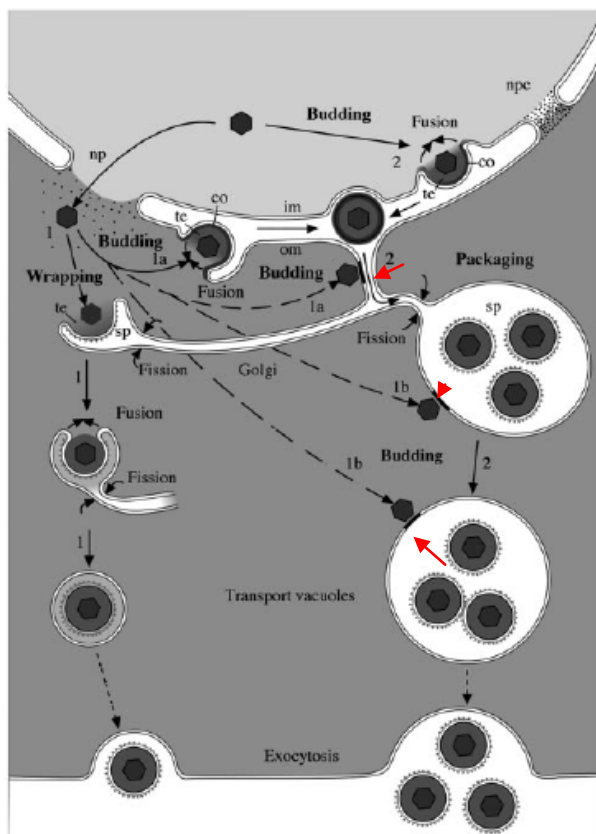 npc
Budding
Fusion
np
2
co
te
co
im
te
1
Budding
1a
om
Budding
2
Packaging
Wrapping
Fusion
1a
te
sp
sp
Fission
Golgi
Fission
1
1b
Fusion
Budding
1b
2
Fission
1
Transport vacuoles
Exocytosis